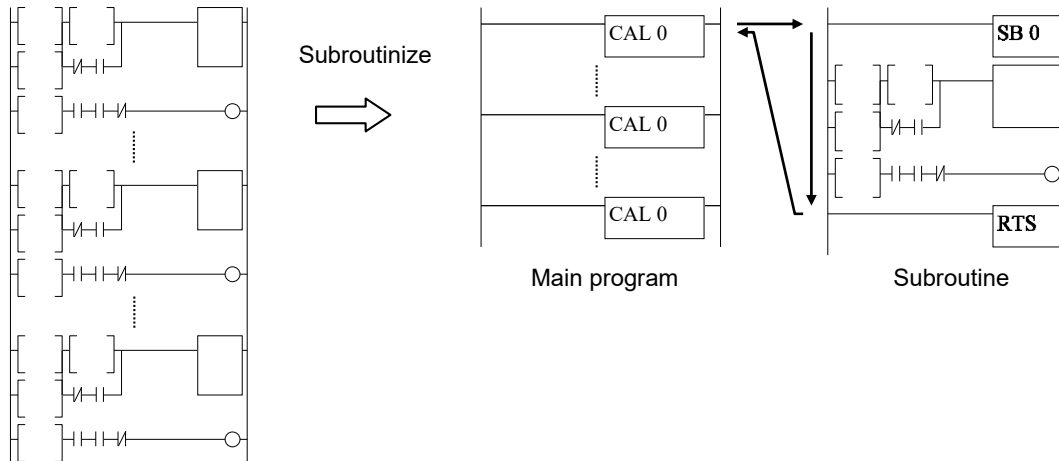 Subroutinize
CAL 0
CAL 0
CAL 0
Main program
SB 0
RTS
Subroutine